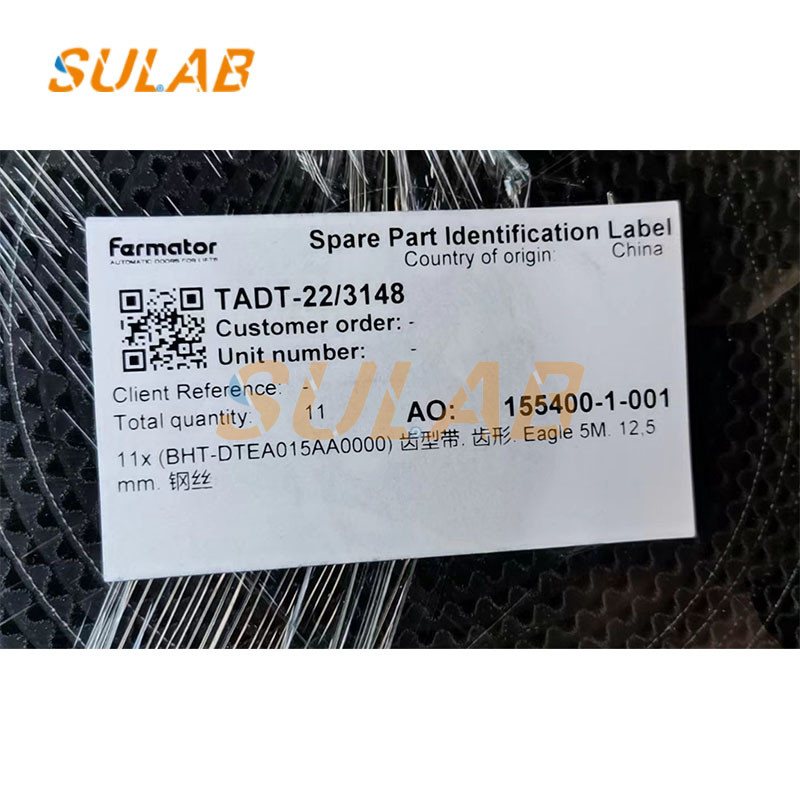 SULAB
Fermator
AUTOMATIC DOORS FOR LIFTS
Spare Part Identification Label
Country of origin: China
TADT-22/3148
Customer order: -
Unit number: -
Client Reference: -
Total quantity: 11 AO: 155400-1-001
SULAB
11x (BHT-DTEA015AA0000) 齿型带. 齿形. Eagle 5M. 12,5
mm. 钢丝